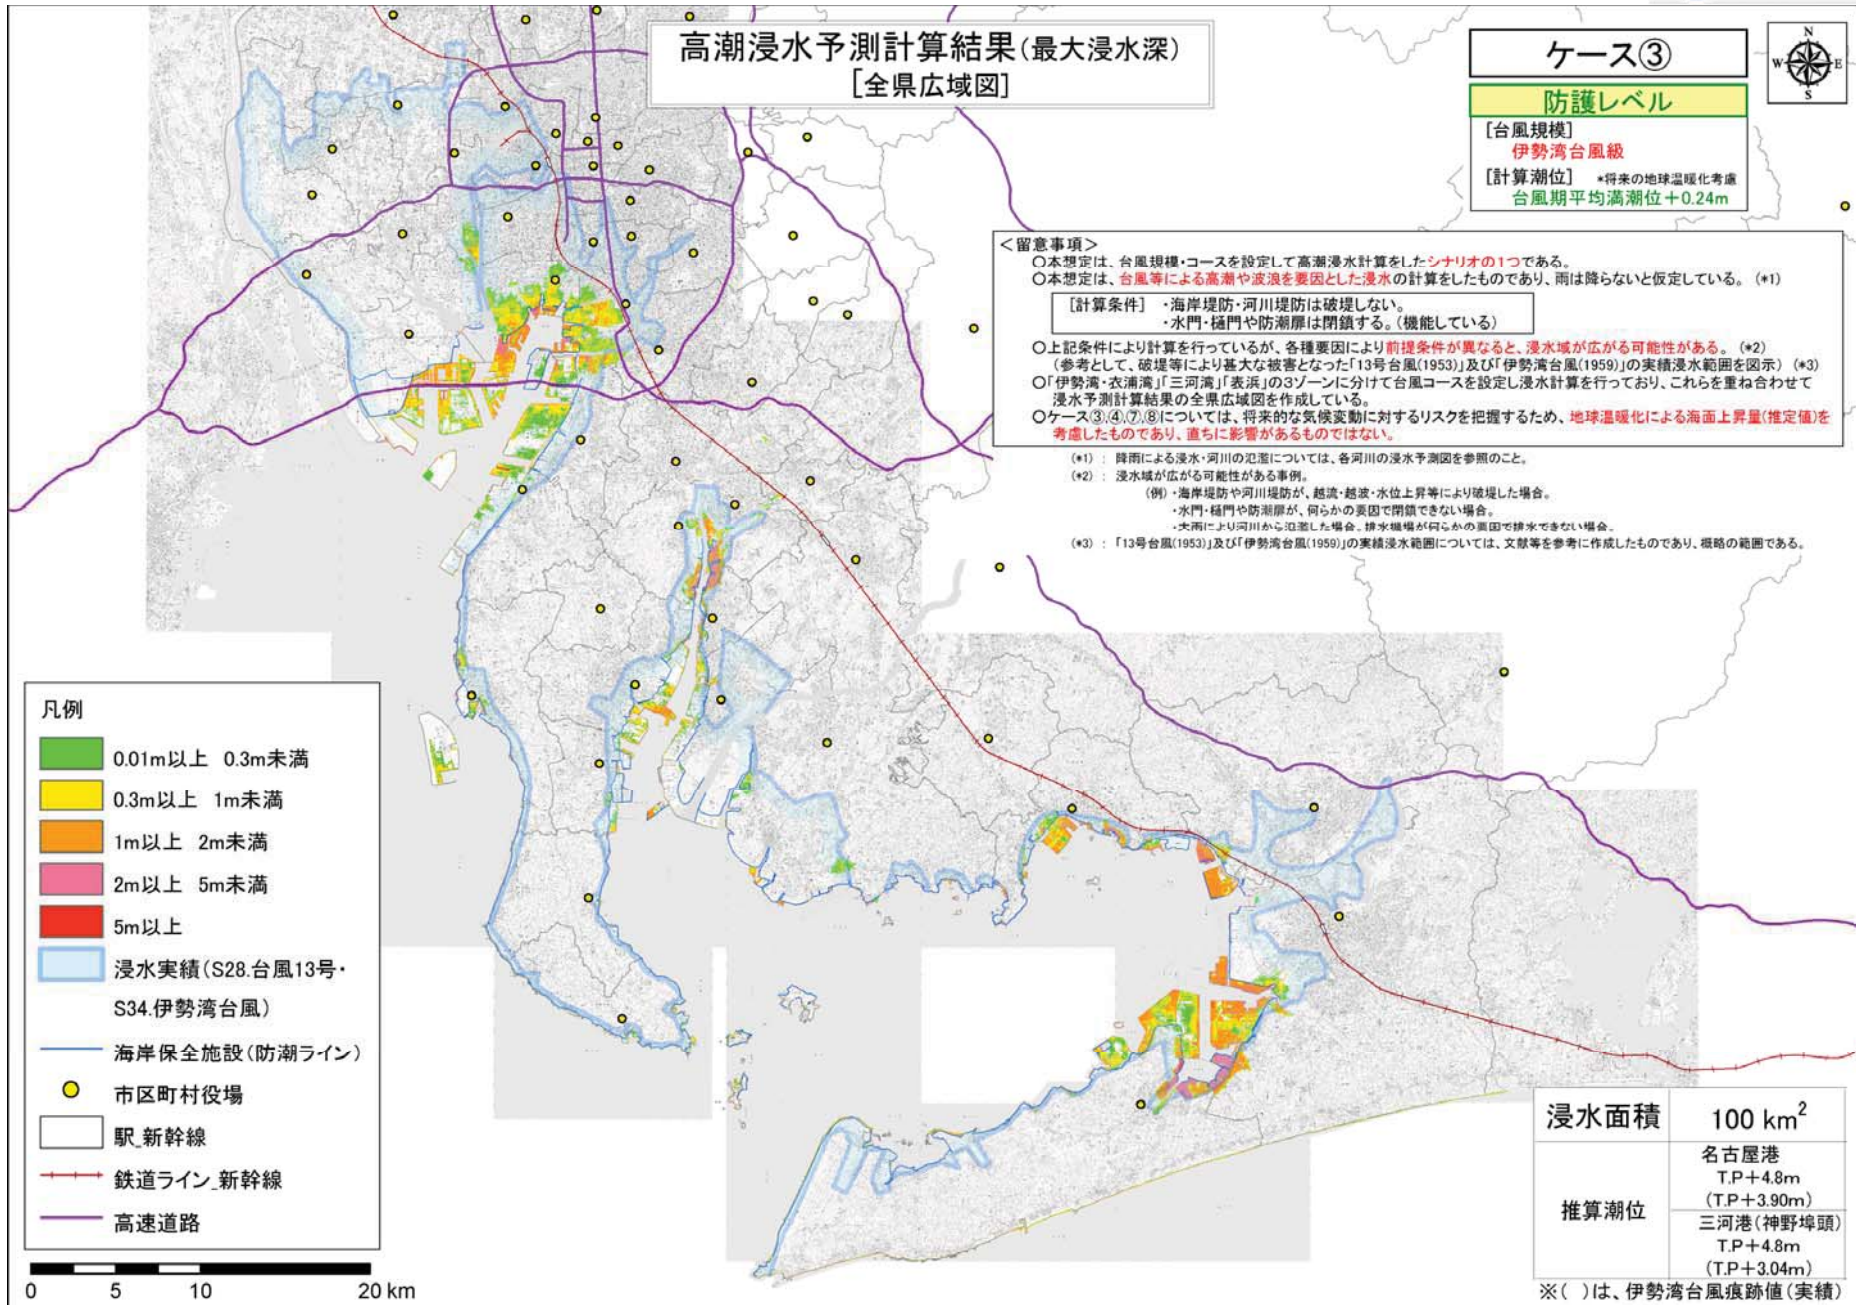 高潮浸水予測計算結果(最大浸水深)
[全県広域図]
ケース③
防護レベル
[台風規模]
伊勢湾台風級
[計算潮位] *将来の地球温暖化考慮
台風期平均満潮位+0.24m
N
W E
S
<留意事項>
○本想定は、台風規模・コースを設定して高潮浸水計算をしたシナリオの1つである。
○本想定は、台風等による高潮や波浪を要因とした浸水の計算をしたものであり、雨は降らないと仮定している。(*1)
[計算条件] ・海岸堤防・河川堤防は破堤しない。
・水門・樋門や防潮扉は閉鎖する。(機能している)
○上記条件により計算を行っているが、各種要因により前提条件が異なると、浸水域が広がる可能性がある。(*2)
(参考として、破堤等により甚大な被害となった「13号台風(1953)」及び「伊勢湾台風(1959)」の実績浸水範囲を図示) (*3)
○「伊勢湾・衣浦湾」「三河湾」「表浜」の3ゾーンに分けて台風コースを設定し浸水計算を行っており、これらを重ね合わせて
浸水予測計算結果の全県広域図を作成している。
○ケース③,④,⑦,⑧については、将来的な気候変動に対するリスクを把握するため、地球温暖化による海面上昇量(推定値)を
考慮したものであり、直ちに影響があるものではない。
(*1) : 降雨による浸水・河川の氾濫については、各河川の浸水予測図を参照のこと。
(*2) : 浸水域が広がる可能性がある事例。
(例)・海岸堤防や河川堤防が、越流・越波・水位上昇等により破堤した場合。
・水門・樋門や防潮扉が、何らかの要因で閉鎖できない場合。
・大雨により河川から氾濫した場合、排水機場が何らかの要因で排水できない場合。
(*3) : 「13号台風(1953)」及び「伊勢湾台風(1959)」の実績浸水範囲については、文献等を参考に作成したものであり、概略の範囲である。
凡例
0.01m以上 0.3m未満
0.3m以上 1m未満
1m以上 2m未満
2m以上 5m未満
5m以上
浸水実績(S28.台風13号・
S34.伊勢湾台風)
海岸保全施設(防潮ライン)
市区町村役場
駅_新幹線
鉄道ライン_新幹線
高速道路
0 5 10 20 km
浸水面積 100 km²
推算潮位
名古屋港
T.P+4.8m
(T.P+3.90m)
三河港(神野埠頭)
T.P+4.8m
(T.P+3.04m)
※( )は、伊勢湾台風痕跡値(実績)